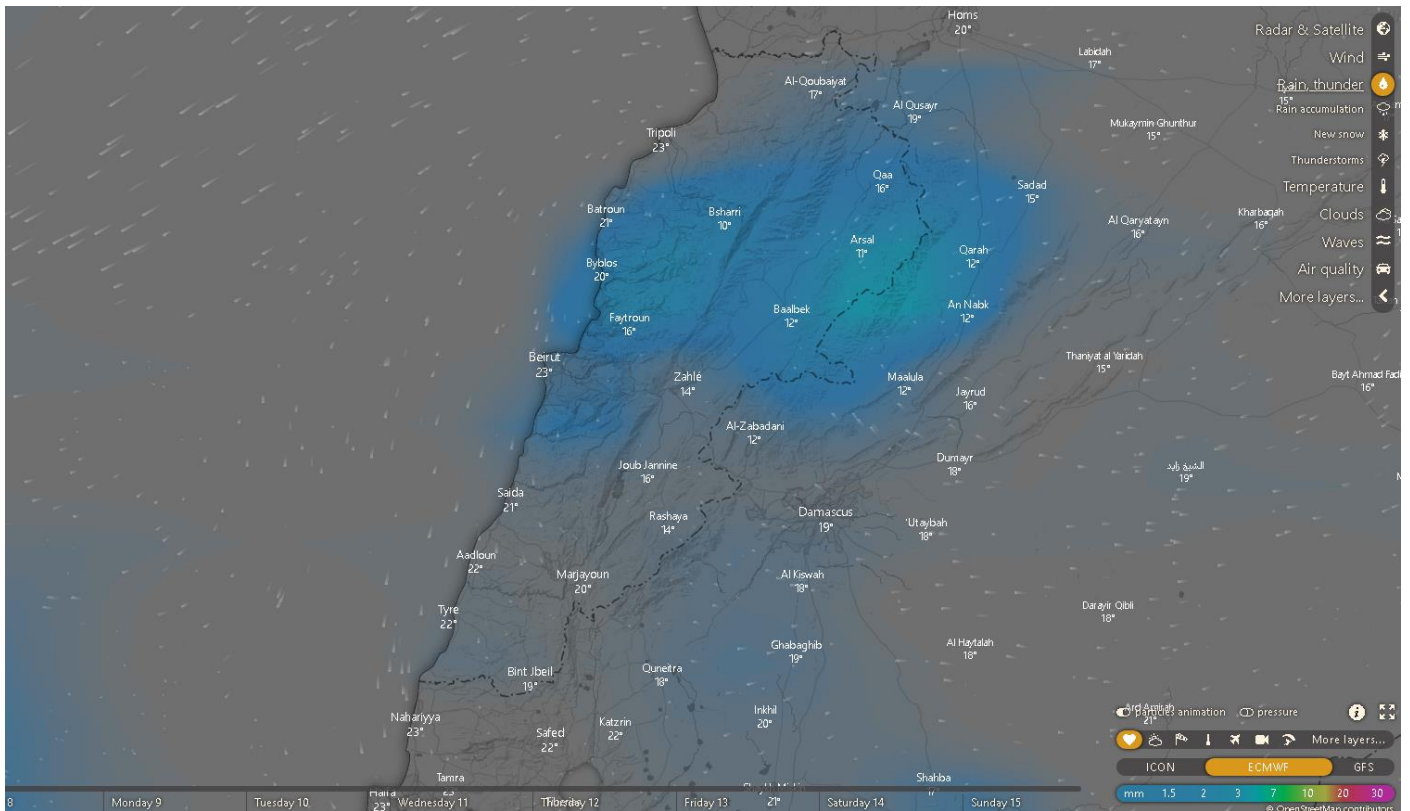 Homs
20°
Radar & Satellite
Labidah
17°
Wind
Al-Qoubaiyat
17°
Rain, thunder
15°
Al Qusayr
19°
Rain accumulation
Mukaymin Ghunthur
15°
Tripoli
23°
New snow
Thunderstorms
Qaa
16°
Sadad
15°
Temperature
Batroun
21°
Bsharri
10°
Al Qaryatayn
16°
Kharbaqah
16°
Clouds
Arsal
11°
Qarah
12°
Waves
Byblos
20°
Air quality
More layers...
Faytroun
16°
Baalbek
12°
An Nabk
12°
Beirut
23°
Thaniyat al Yaridah
15°
Zahlé
14°
Maalula
12°
Jayrud
16°
Bayt Ahmad Fadi
16°
Al-Zabadani
12°
Joub Jannine
16°
Dumayr
18°
الشيخ زايد
19°
Saida
21°
Rashaya
14°
Damascus
19°
'Utaybah
18°
Aadloun
22°
Marjayoun
20°
Al Kiswah
18°
Tyre
22°
Darayir Qibli
18°
Ghabaghib
19°
Al Haytalah
18°
Bint Jbeil
19°
Quneitra
18°
Nahariyya
23°
Safed
22°
Katzrin
22°
Inkhil
20°
21°
particles animation
pressure
More layers...
ICON
ECMWF
GFS
Tamra
Shahba
23°
21°
8
Monday 9
Tuesday 10
Wednesday 11
Thursday 12
Friday 13
Saturday 14
Sunday 15
mm 1.5 2 3 7 10 20 30
© OpenStreetMap contributors